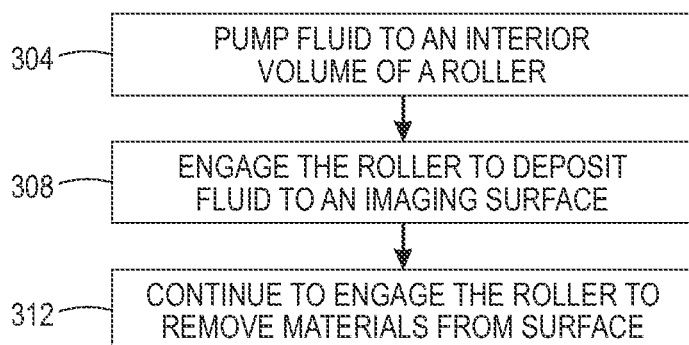 304
PUMP FLUID TO AN INTERIOR
VOLUME OF A ROLLER
308
ENGAGE THE ROLLER TO DEPOSIT
FLUID TO AN IMAGING SURFACE
312
CONTINUE TO ENGAGE THE ROLLER TO
REMOVE MATERIALS FROM SURFACE